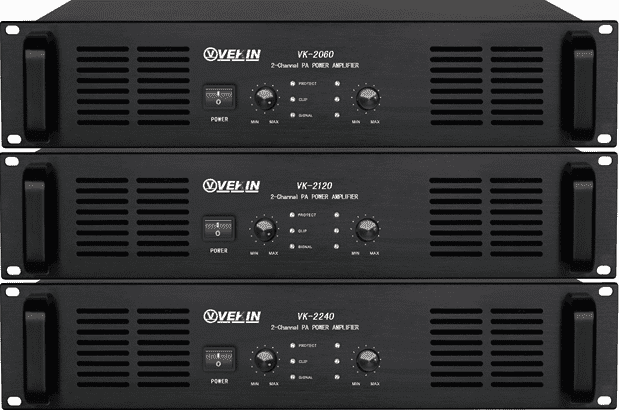 VEKIN VK-2060
2-Channel PA POWER AMPLIFIER
PROTECT
CLIP
SIGNAL
POWER
MIN MAX MIN MAX
VEKIN VK-2120
2-Channel PA POWER AMPLIFIER
PROTECT
CLIP
SIGNAL
POWER
MIN MAX MIN MAX
VEKIN VK-2240
2-Channel PA POWER AMPLIFIER
PROTECT
CLIP
SIGNAL
POWER
MIN MAX MIN MAX